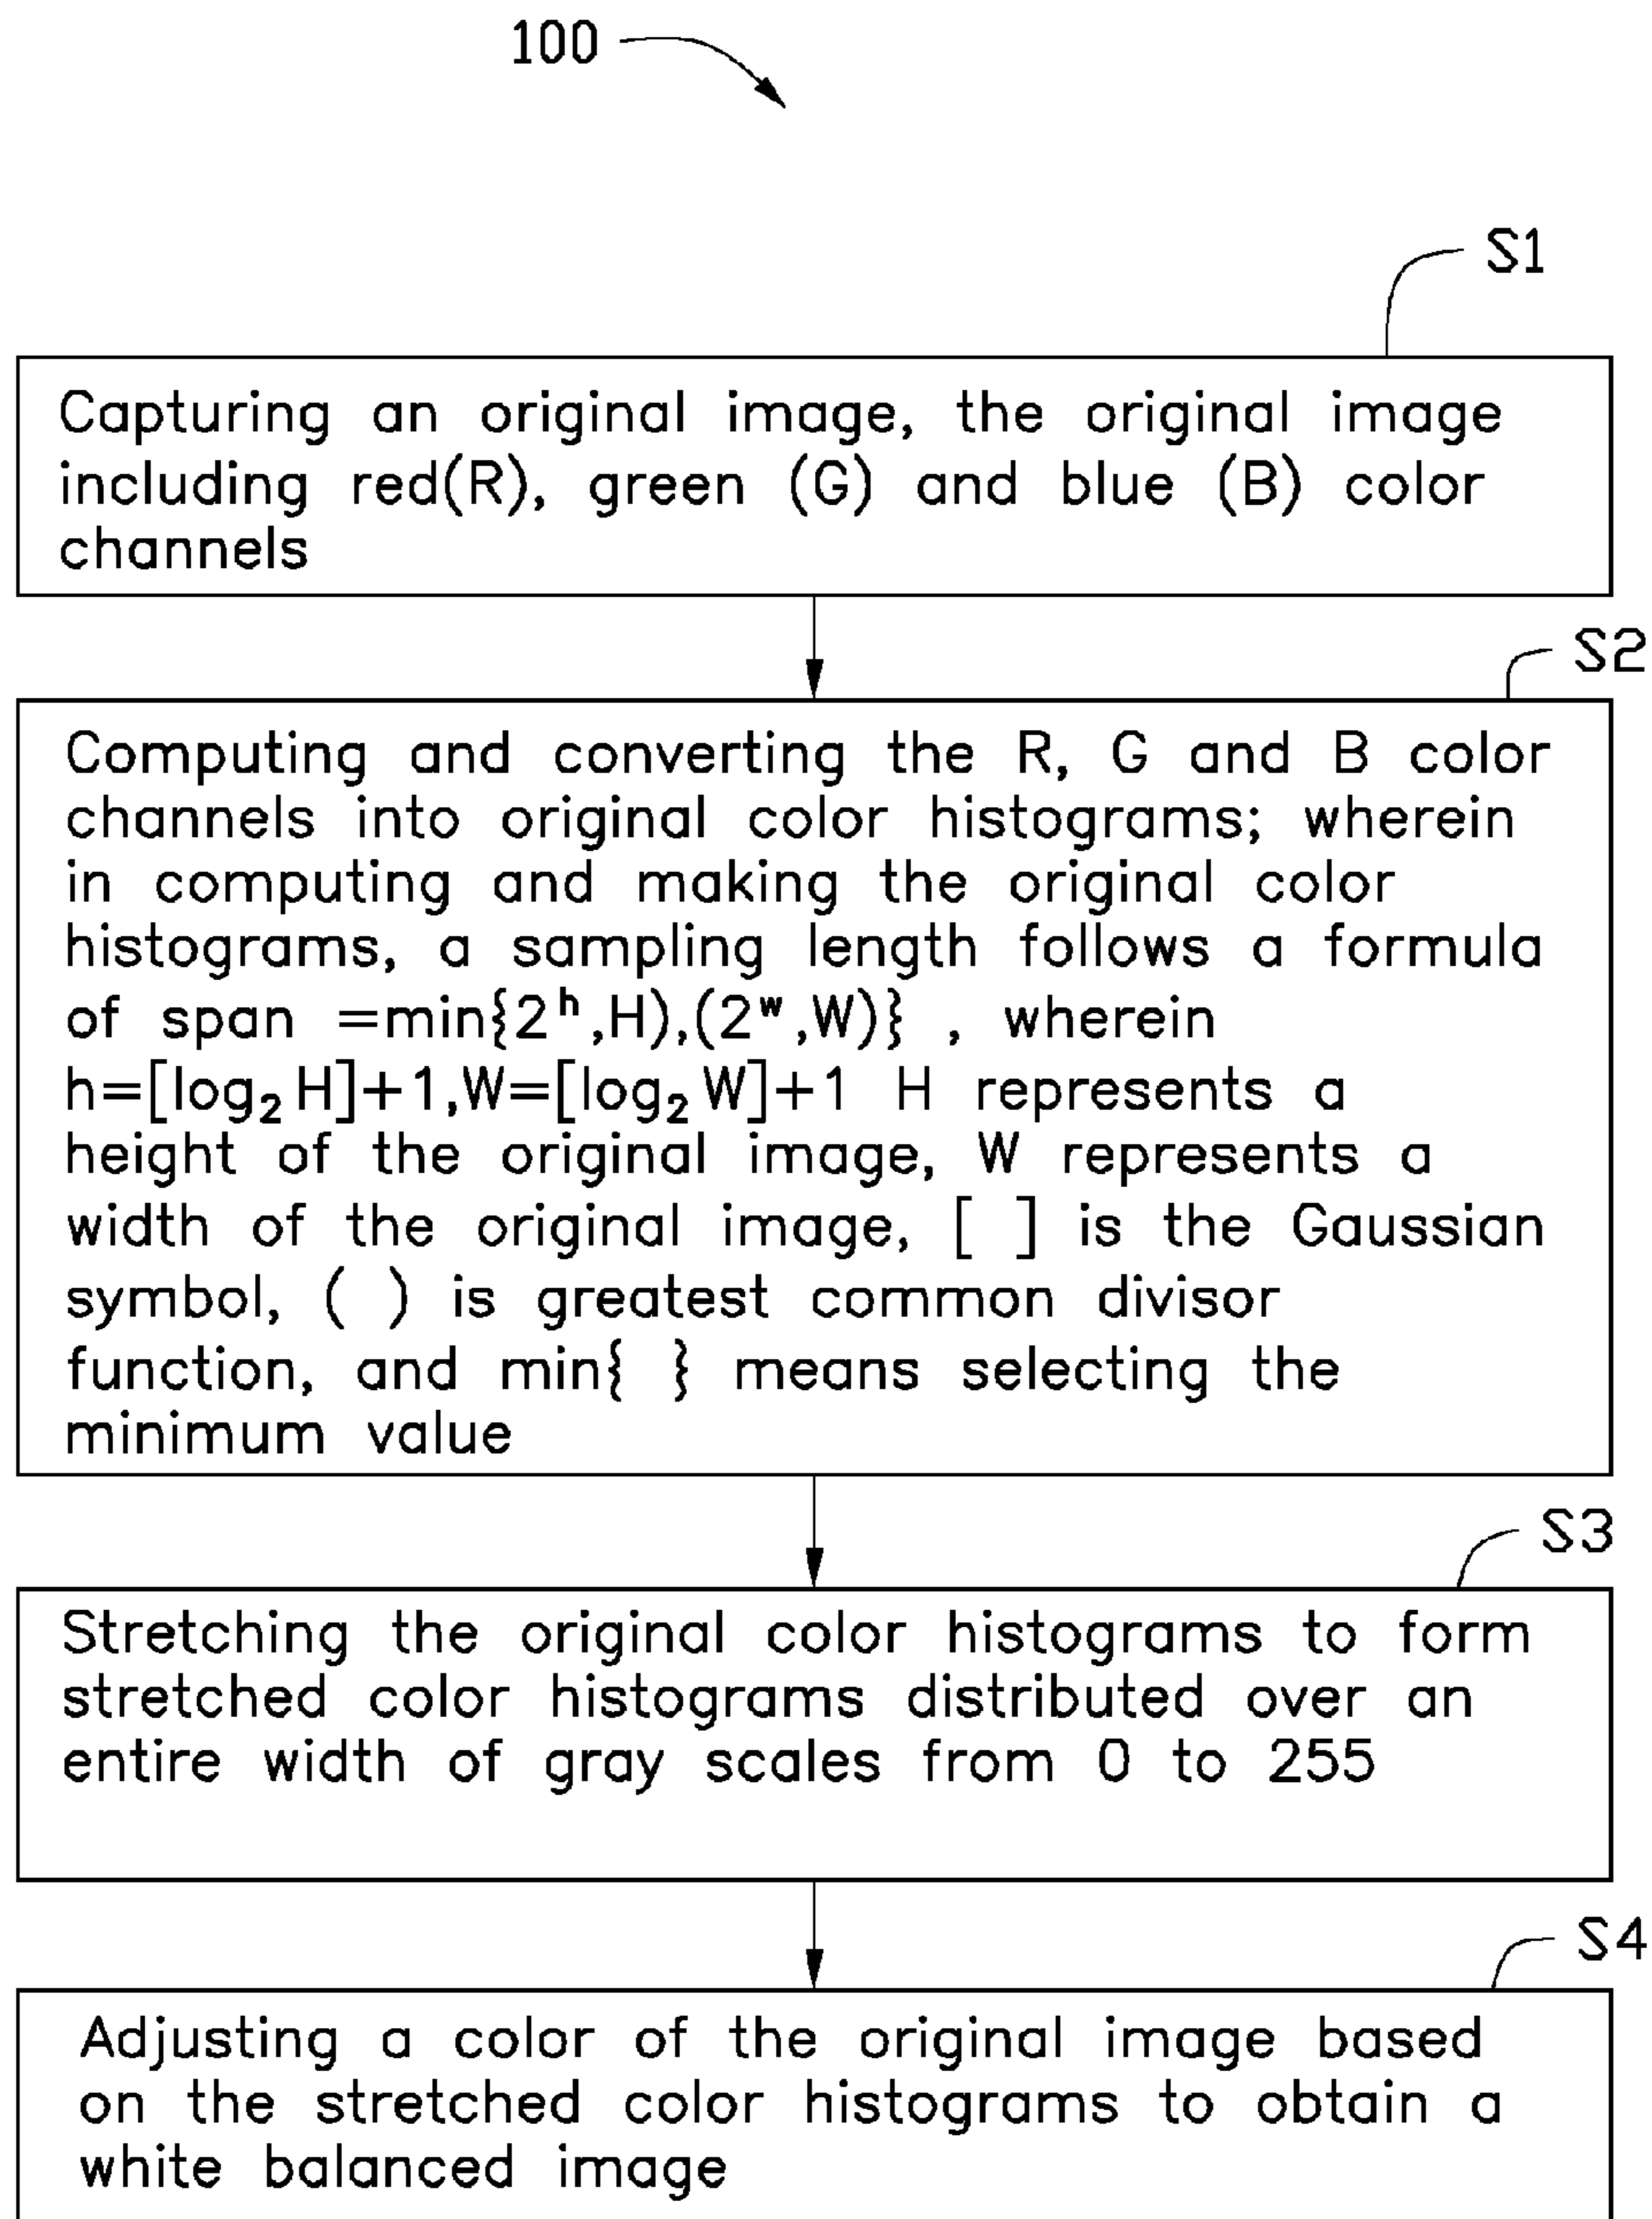 100
S1
Capturing an original image, the original image
including red(R), green (G) and blue (B) color
channels
S2
Computing and converting the R, G and B color
channels into original color histograms; wherein
in computing and making the original color
histograms, a sampling length follows a formula
of span =min{2ʰ,H),(2ʷ,W)} , wherein
h=[log₂ H]+1,W=[log₂ W]+1 H represents a
height of the original image, W represents a
width of the original image, [ ] is the Gaussian
symbol, ( ) is greatest common divisor
function, and min{ } means selecting the
minimum value
S3
Stretching the original color histograms to form
stretched color histograms distributed over an
entire width of gray scales from 0 to 255
S4
Adjusting a color of the original image based
on the stretched color histograms to obtain a
white balanced image